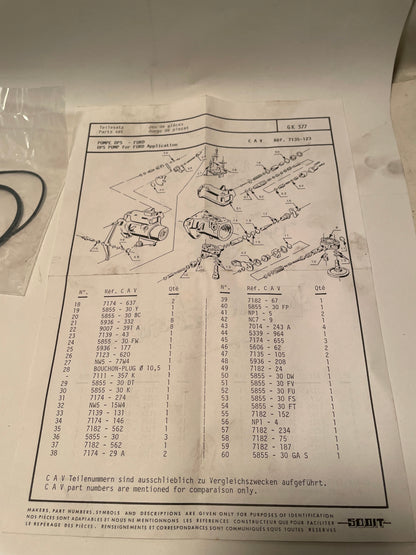 Teilesatz
Parts set
Jeu de pièces
Juego de piezas
GK 377
POMPE DPS - FORD
DPS PUMP for FORD Application
C A V
Réf. 7135-123
N°. Réf. C A V Qté
18 7174 - 637 2
19 5855 - 30 Y 1
20 5855 - 30 BC 1
21 5936 - 332 8
22 9007 - 39T A 8
23 7139 - 43 1
24 5855 - 30 FW 1
25 5936 - 177 1
26 7123 - 620 1
27 NW5 - 77W4 1
28 BOUCHON-PLUG Ø 10,5 1
7111 - 357 K 1
29 5855 - 30 DT 1
30 5855 - 30 K 1
31 7174 - 274 1
32 NW5 - 15W4 1
33 7139 - 131 1
34 7174 - 146 1
35 7182 - 562 1
36 5855 - 30 3
37 7182 - 562 1
38 7174 - 29 A 2
N°. Réf. C A V Qté
39 7182 - 67 1
40 5855 - 30 FP 1
41 NP1 - 5 2
42 NC7 - 9 1
43 7014 - 243 A 4
44 5339 - 964 1
45 7174 - 655 3
46 5606 - 62 2
47 7135 - 105 2
48 5936 - 208 1
49 7182 - 24 1
50 5855 - 30 DW 1
51 5855 - 30 FV 1
52 5855 - 30 FU 1
53 5855 - 30 FS 1
54 5855 - 30 FT 1
55 7182 - 152 1
56 NP1 - 4 1
57 7182 - 234 1
58 7182 - 75 1
59 7182 - 187 1
60 5855 - 30 GA S 1
C A V Teilenummern sind ausschlieblich zu Vergleichszwecken aufgeführt.
C A V part numbers are mentioned for comparaison only.
MAKERS, PART NUMBERS, SYMBOLS AND DESCRIPTIONS ARE GIVEN ONLY FOR PURPOSES OF IDENTIFICATION
NOS PIÈCES SONT ADAPTABLES ET NOUS NE MENTIONNONS LES RÉFÉRENCES CONSTRUCTEUR QUE POUR FACILITER
LE REPÉRAGE DES PIÈCES. RENSEIGNEMENTS ET CORRESPONDANCES SONT COMMUNIQUÉS SOUS TOUTES RÉSERVES
SODIT